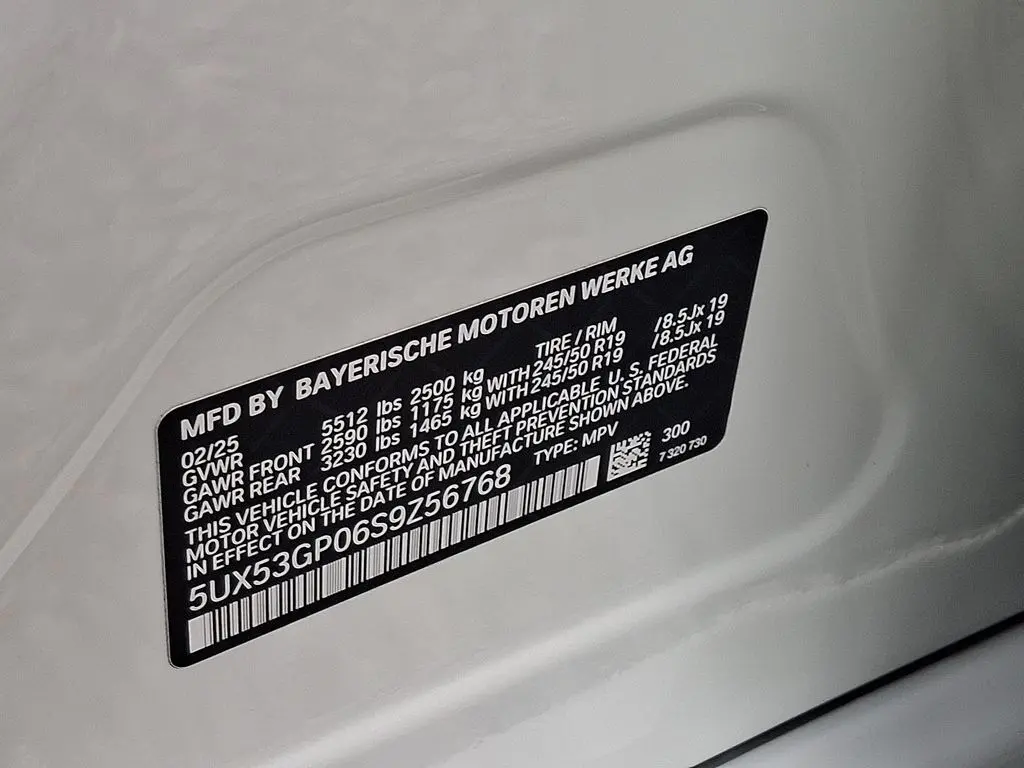 MFD BY BAYERISCHE MOTOREN WERKE AG
02/25 TIRE / RIM
GVWR 5512 lbs 2500 kg
GAWR FRONT 2590 lbs 1175 kg WITH 245/50 R19 /8.5Jx 19
GAWR REAR 3230 lbs 1465 kg WITH 245/50 R19 /8.5Jx 19
THIS VEHICLE CONFORMS TO ALL APPLICABLE U. S. FEDERAL
MOTOR VEHICLE SAFETY AND THEFT PREVENTION STANDARDS
IN EFFECT ON THE DATE OF MANUFACTURE SHOWN ABOVE.
5UX53GP06S9Z56768 TYPE: MPV 300
7 320 730